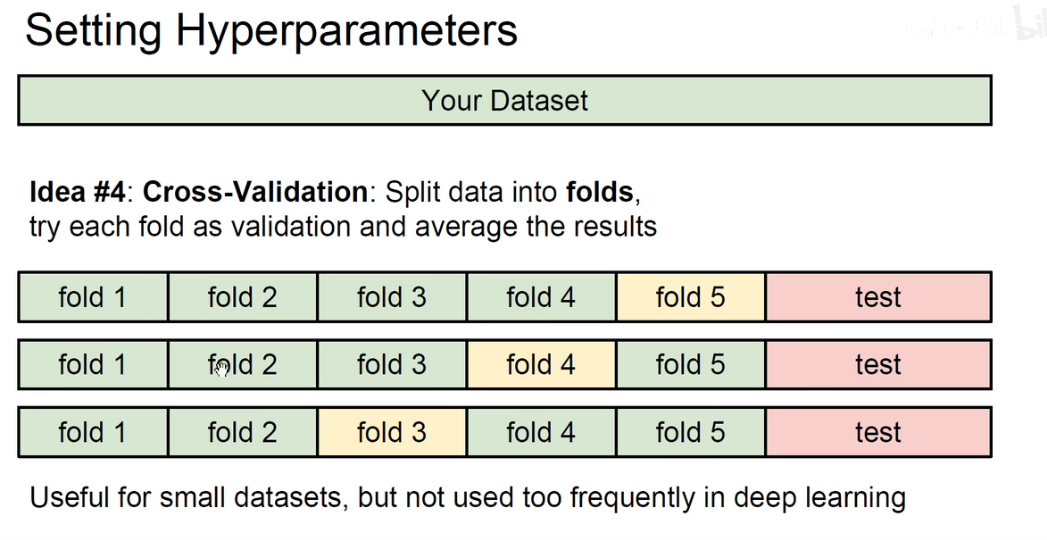 Setting Hyperparameters
Your Dataset
Idea #4: Cross-Validation: Split data into folds,
try each fold as validation and average the results
fold 1 fold 2 fold 3 fold 4 fold 5 test
fold 1 fold 2 fold 3 fold 4 fold 5 test
fold 1 fold 2 fold 3 fold 4 fold 5 test
Useful for small datasets, but not used too frequently in deep learning